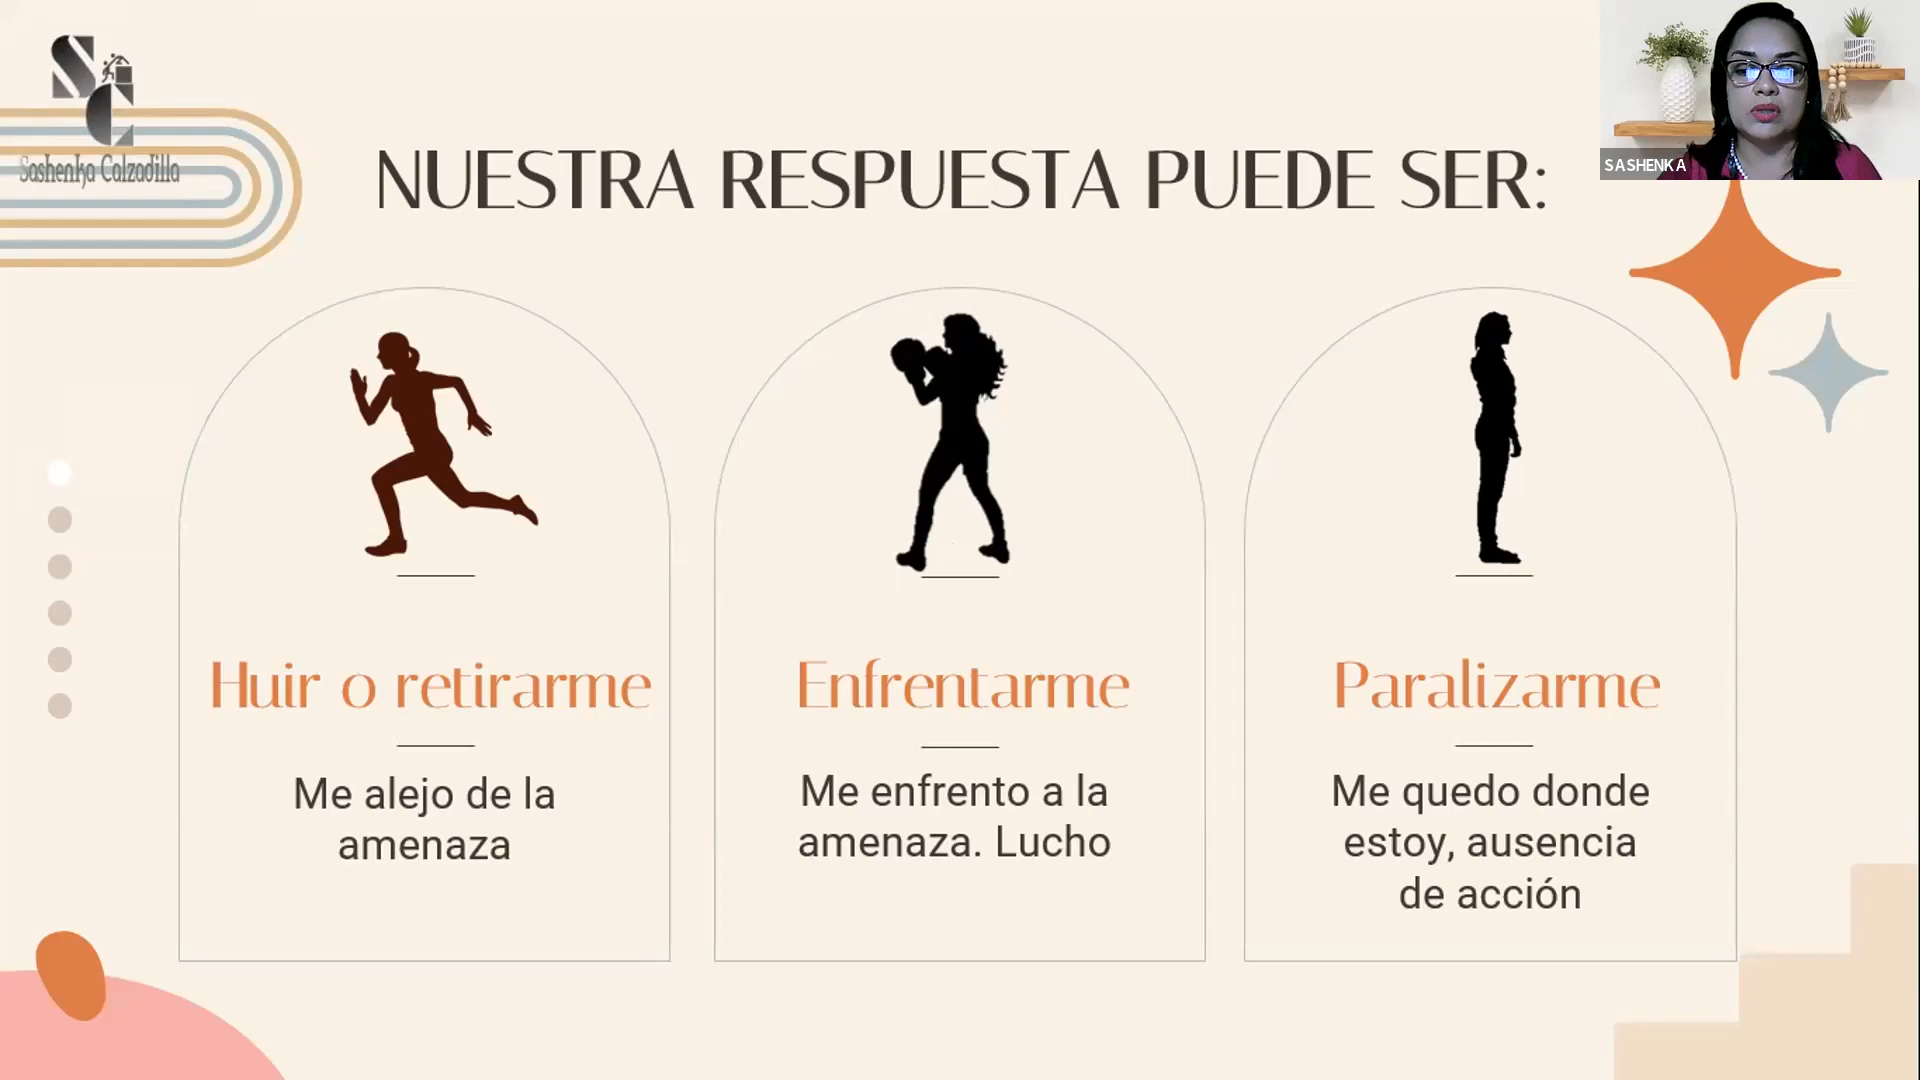 SC
Sashenka Calzadilla
SASHENKA
NUESTRA RESPUESTA PUEDE SER:
Huir o retirarme
Me alejo de la
amenaza
Enfrentarme
Me enfrento a la
amenaza. Lucho
Paralizarme
Me quedo donde
estoy, ausencia
de acción